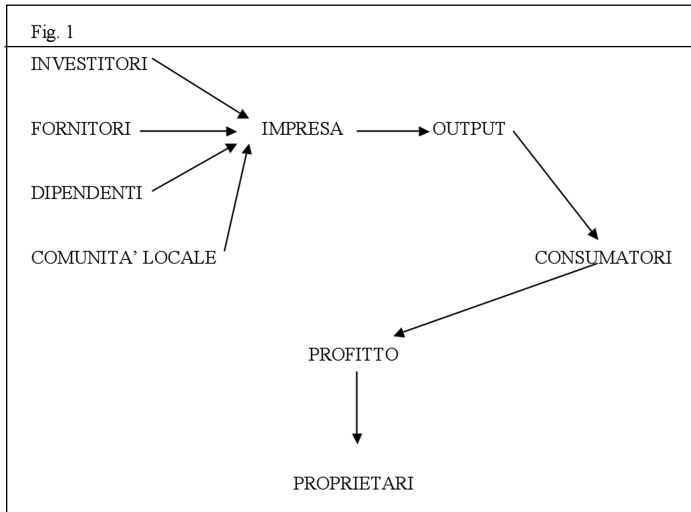 Fig. 1
INVESTITORI
FORNITORI IMPRESA OUTPUT
DIPENDENTI
COMUNITA’ LOCALE CONSUMATORI
PROFITTO
PROPRIETARI